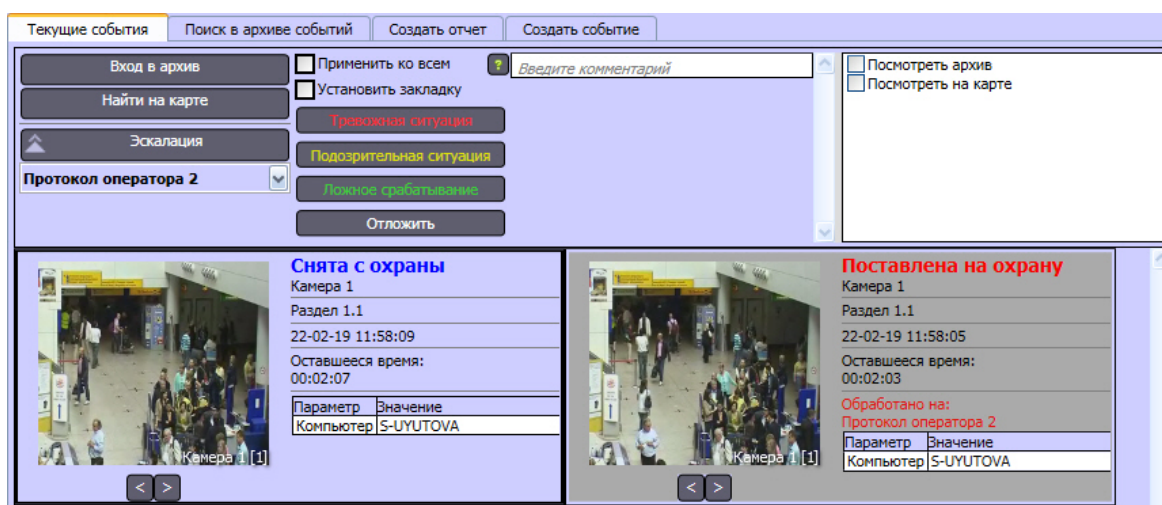 Текущие события
Поиск в архиве событий
Создать отчет
Создать событие
Вход в архив
Найти на карте
Эскалация
Протокол оператора 2
Применить ко всем
?
Введите комментарий
Установить закладку
Тревожная ситуация
Подозрительная ситуация
Ложное срабатывание
Отложить
Посмотреть архив
Посмотреть на карте
Камера 1 [1]
< >
Снята с охраны
Камера 1
Раздел 1.1
22-02-19 11:58:09
Оставшееся время:
00:02:07
Параметр Значение
Компьютер S-UYUTOVA
Камера 1 [1]
< >
Поставлена на охрану
Камера 1
Раздел 1.1
22-02-19 11:58:05
Оставшееся время:
00:02:03
Обработано на:
Протокол оператора 2
Параметр Значение
Компьютер S-UYUTOVA